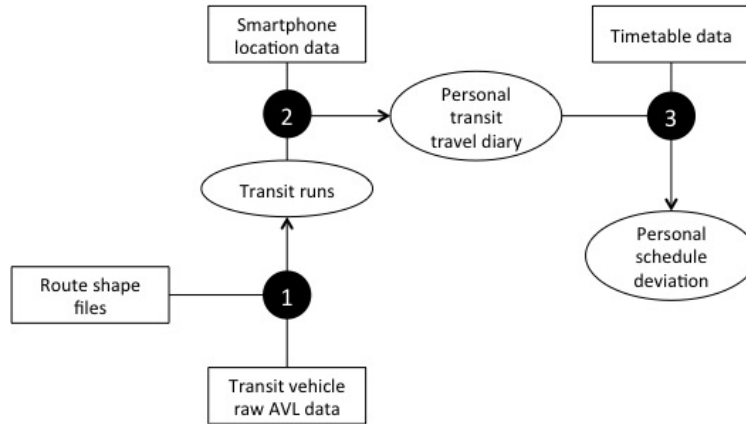 Smartphone
location data
Timetable data
2
Personal
transit
travel diary
3
Transit runs
Personal
schedule
deviation
Route shape
files
1
Transit vehicle
raw AVL data